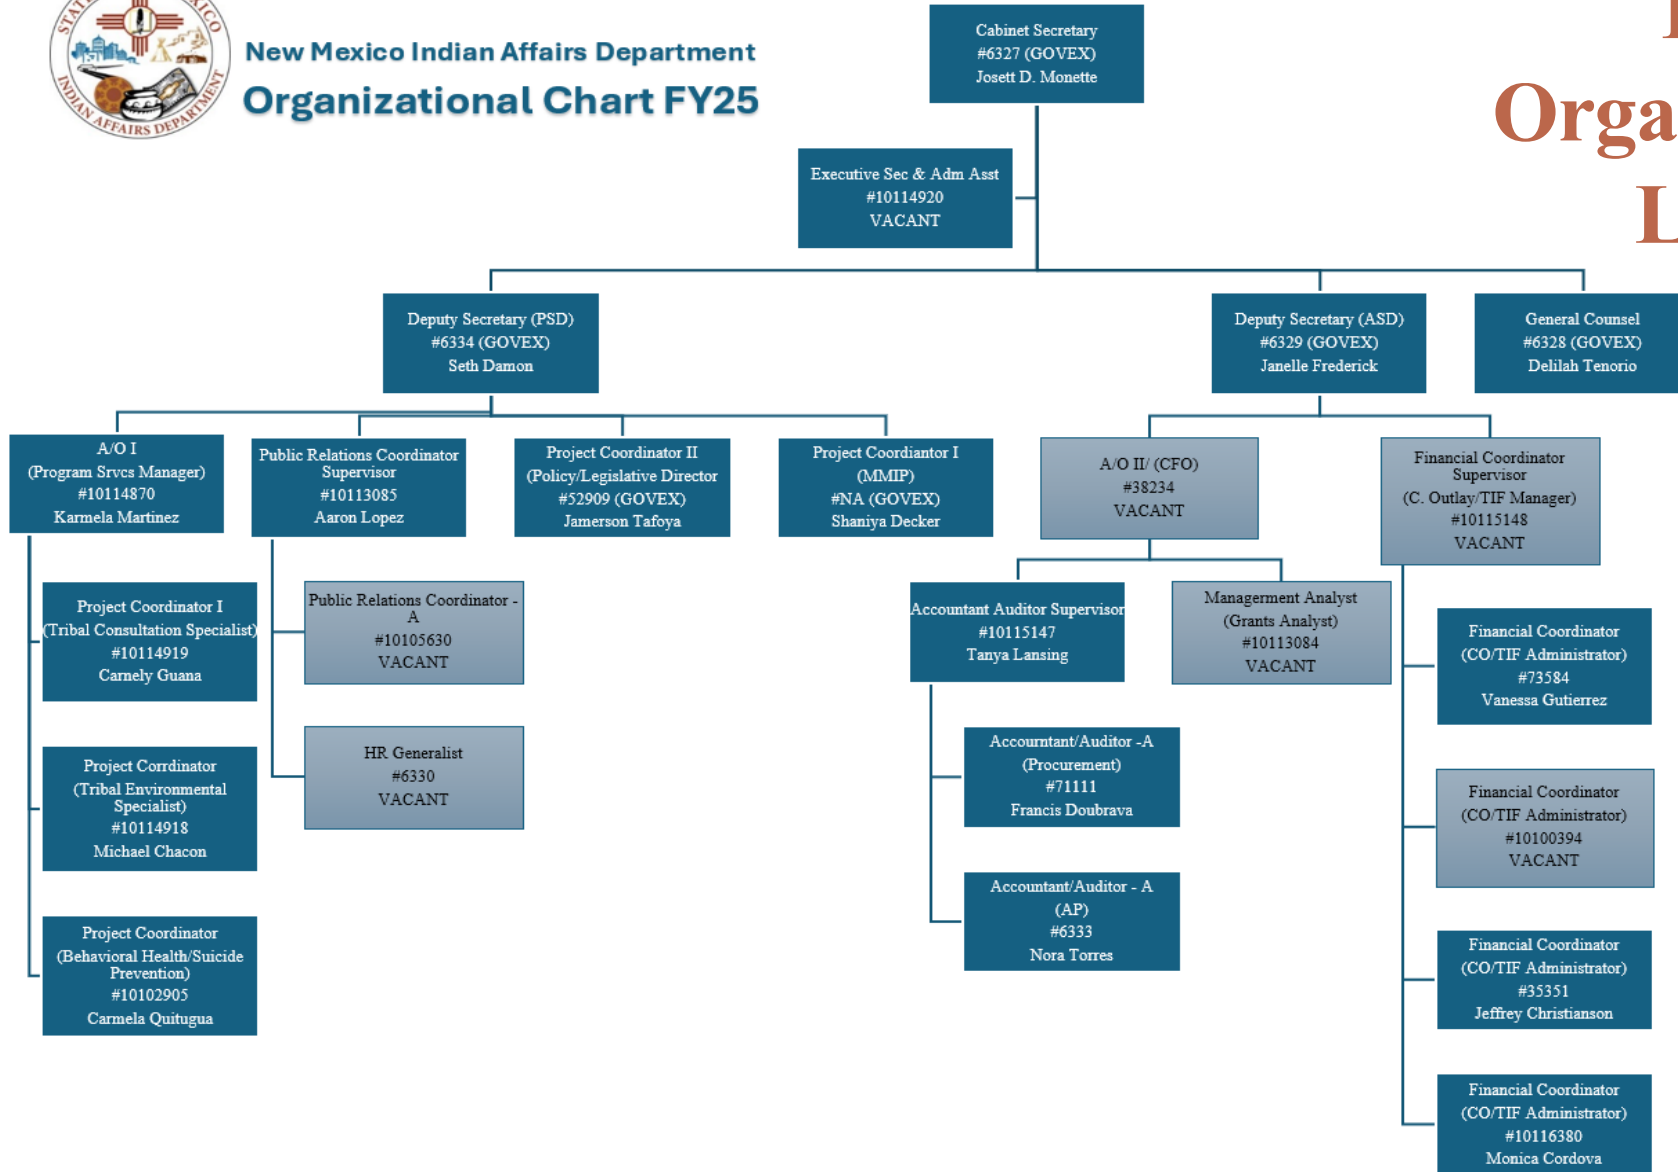 STATE
XICO
INDIAN AFFAIRS DEPARTMENT
New Mexico Indian Affairs Department
Organizational Chart FY25
Orga
L
Cabinet Secretary
#6327 (GOVEX)
Josett D. Monette
Executive Sec & Adm Asst
#10114920
VACANT
Deputy Secretary (PSD)
#6334 (GOVEX)
Seth Damon
Deputy Secretary (ASD)
#6329 (GOVEX)
Janelle Frederick
General Counsel
#6328 (GOVEX)
Delilah Tenorio
A/O I
(Program Srvcs Manager)
#10114870
Karmela Martinez
Public Relations Coordinator
Supervisor
#10113085
Aaron Lopez
Project Coordinator II
(Policy/Legislative Director
#52909 (GOVEX)
Jamerson Tafoya
Project Coordiantor I
(MMIP)
#NA (GOVEX)
Shaniya Decker
A/O II/ (CFO)
#38234
VACANT
Financial Coordinator
Supervisor
(C. Outlay/TIF Manager)
#10115148
VACANT
Project Coordinator I
(Tribal Consultation Specialist)
#10114919
Carnely Guana
Project Corrdinator
(Tribal Environmental
Specialist)
#10114918
Michael Chacon
Project Coordinator
(Behavioral Health/Suicide
Prevention)
#10102905
Carmela Quitugua
Public Relations Coordinator -
A
#10105630
VACANT
HR Generalist
#6330
VACANT
Accountant Auditor Supervisor
#10115147
Tanya Lansing
Managerment Analyst
(Grants Analyst)
#10113084
VACANT
Accourntant/Auditor -A
(Procurement)
#71111
Francis Doubrava
Accountant/Auditor - A
(AP)
#6333
Nora Torres
Financial Coordinator
(CO/TIF Administrator)
#73584
Vanessa Gutierrez
Financial Coordinator
(CO/TIF Administrator)
#10100394
VACANT
Financial Coordinator
(CO/TIF Administrator)
#35351
Jeffrey Christianson
Financial Coordinator
(CO/TIF Administrator)
#10116380
Monica Cordova